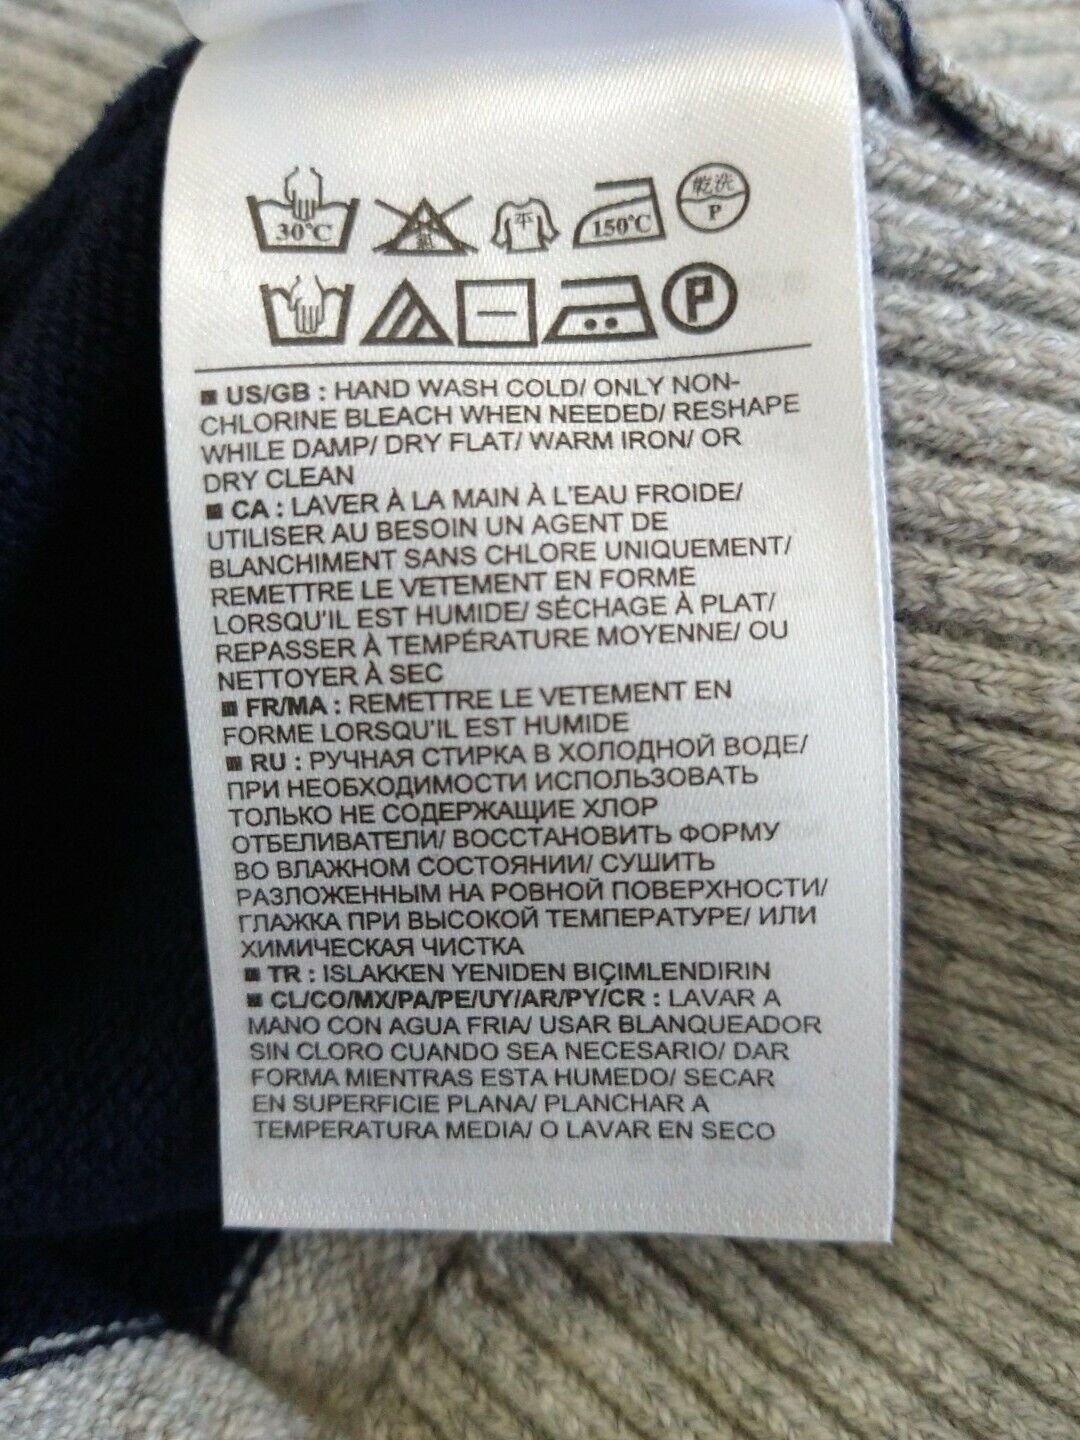 30°C 平 150°C 乾洗 P
P
US/GB : HAND WASH COLD/ ONLY NON-
CHLORINE BLEACH WHEN NEEDED/ RESHAPE
WHILE DAMP/ DRY FLAT/ WARM IRON/ OR
DRY CLEAN
CA : LAVER À LA MAIN À L'EAU FROIDE/
UTILISER AU BESOIN UN AGENT DE
BLANCHIMENT SANS CHLORE UNIQUEMENT/
REMETTRE LE VETEMENT EN FORME
LORSQU'IL EST HUMIDE/ SÉCHAGE À PLAT/
REPASSER À TEMPÉRATURE MOYENNE/ OU
NETTOYER À SEC
FR/MA : REMETTRE LE VETEMENT EN
FORME LORSQU'IL EST HUMIDE
RU : РУЧНАЯ СТИРКА В ХОЛОДНОЙ ВОДЕ/
ПРИ НЕОБХОДИМОСТИ ИСПОЛЬЗОВАТЬ
ТОЛЬКО НЕ СОДЕРЖАЩИЕ ХЛОР
ОТБЕЛИВАТЕЛИ/ ВОССТАНОВИТЬ ФОРМУ
ВО ВЛАЖНОМ СОСТОЯНИИ/ СУШИТЬ
РАЗЛОЖЕННЫМ НА РОВНОЙ ПОВЕРХНОСТИ/
ГЛАЖКА ПРИ ВЫСОКОЙ ТЕМПЕРАТУРЕ/ ИЛИ
ХИМИЧЕСКАЯ ЧИСТКА
TR : ISLAKKEN YENIDEN BIÇIMLENDIRIN
CL/CO/MX/PA/PE/UY/AR/PY/CR : LAVAR A
MANO CON AGUA FRIA/ USAR BLANQUEADOR
SIN CLORO CUANDO SEA NECESARIO/ DAR
FORMA MIENTRAS ESTA HUMEDO/ SECAR
EN SUPERFICIE PLANA/ PLANCHAR A
TEMPERATURA MEDIA/ O LAVAR EN SECO